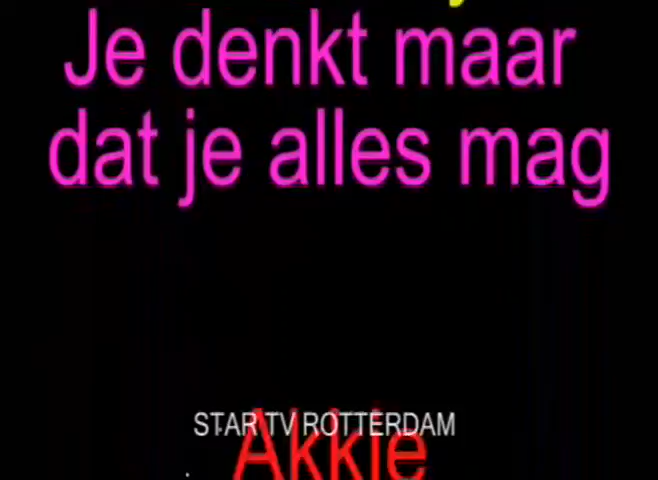 Je denkt maar
dat je alles mag
STAR TV ROTTERDAM
Akkie